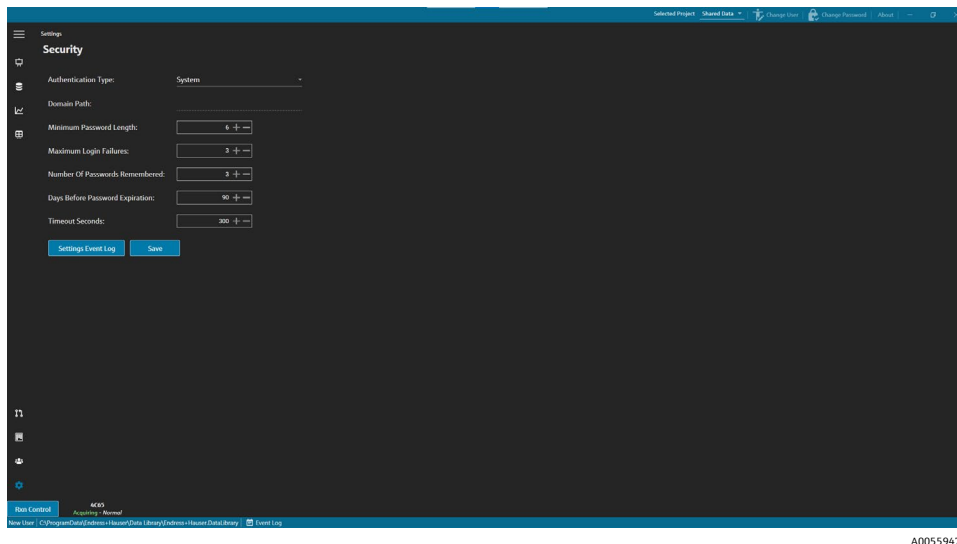 Selected Project Shared Data Change User Change Password About
Settings
Security
Authentication Type: System
Domain Path:
Minimum Password Length: 6
Maximum Login Failures: 3
Number Of Passwords Remembered: 3
Days Before Password Expiration: 90
Timeout Seconds: 300
Settings Event Log Save
Run Control
4C65
Acquiring - Normal
New User C:\ProgramData\Endress+Hauser\Data Library\Endress+Hauser.DataLibrary Event Log
A0055947